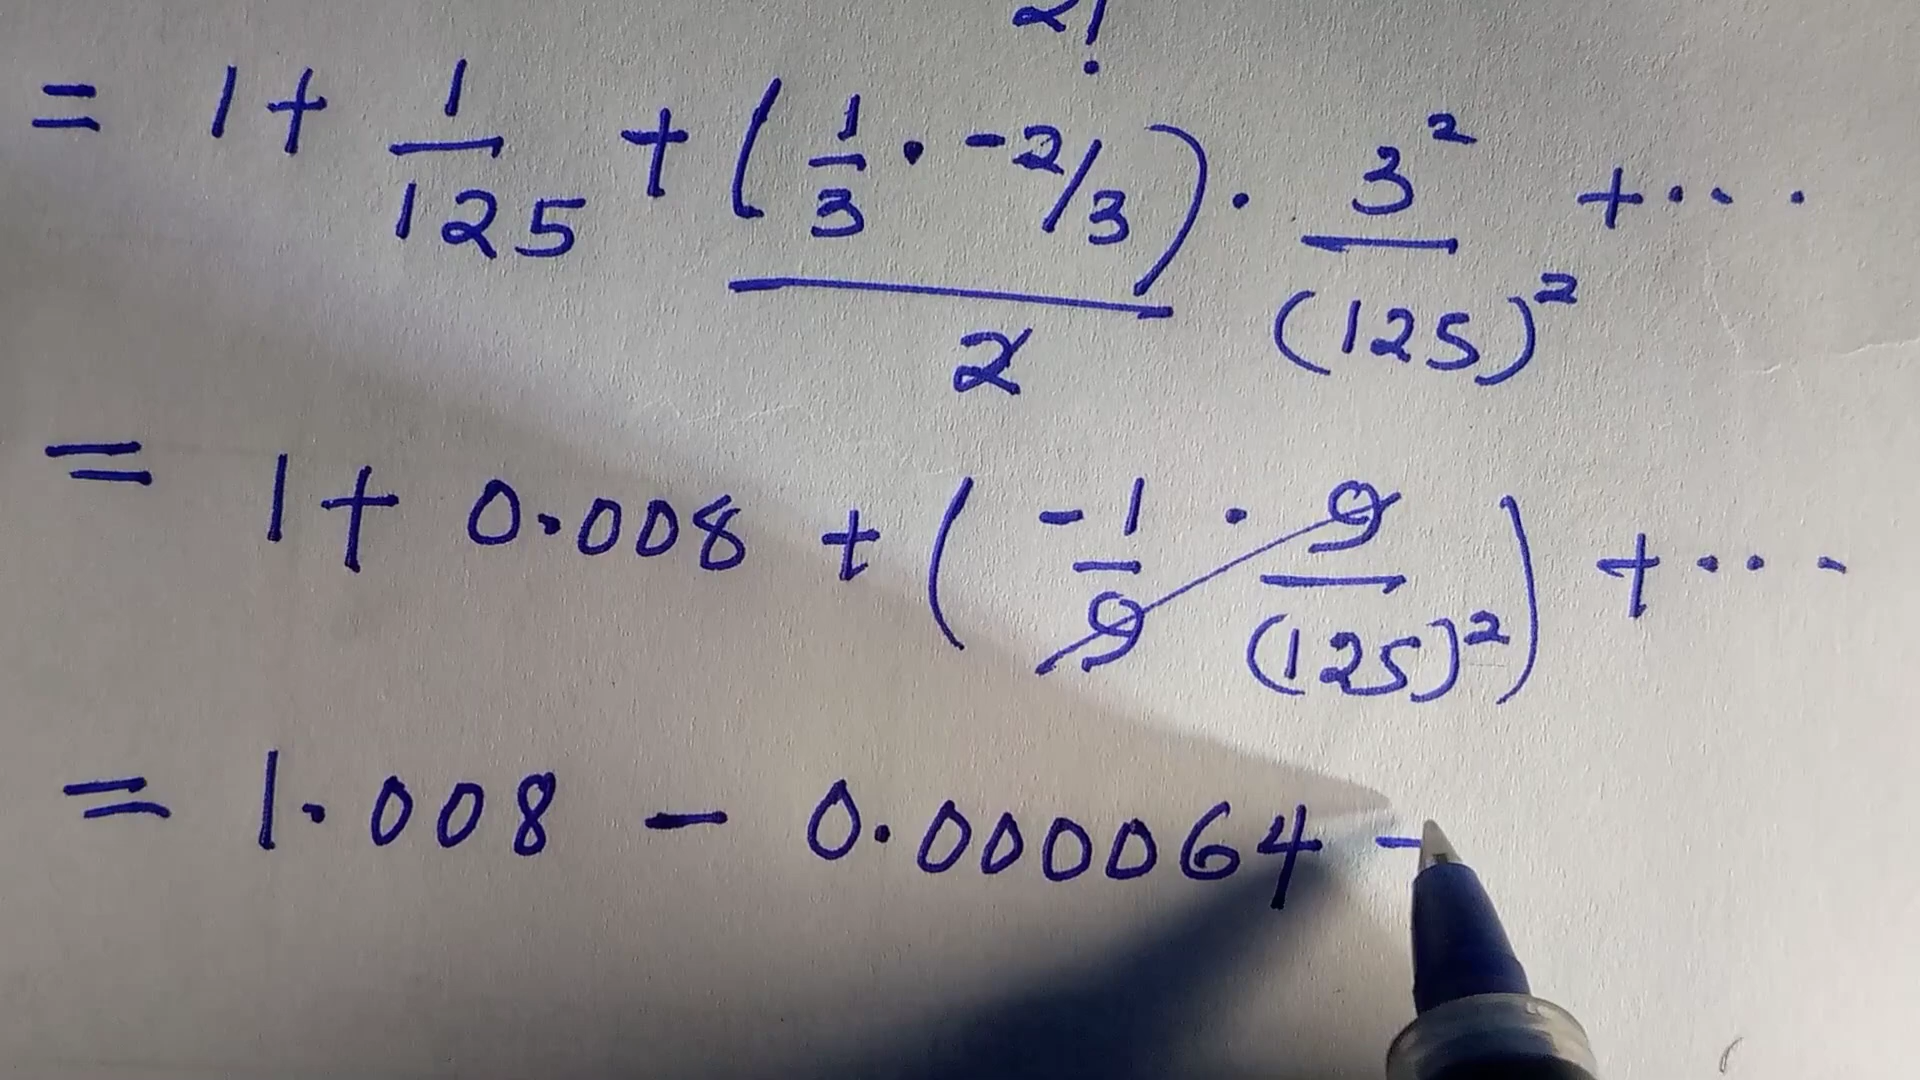 2!
= 1 + 1/125 + (1/3 · -2/3)/2 · 3²/(125)² + ....
= 1 + 0.008 + (-1/9 · 9/(125)²) + ....
= 1.008 - 0.000064 -